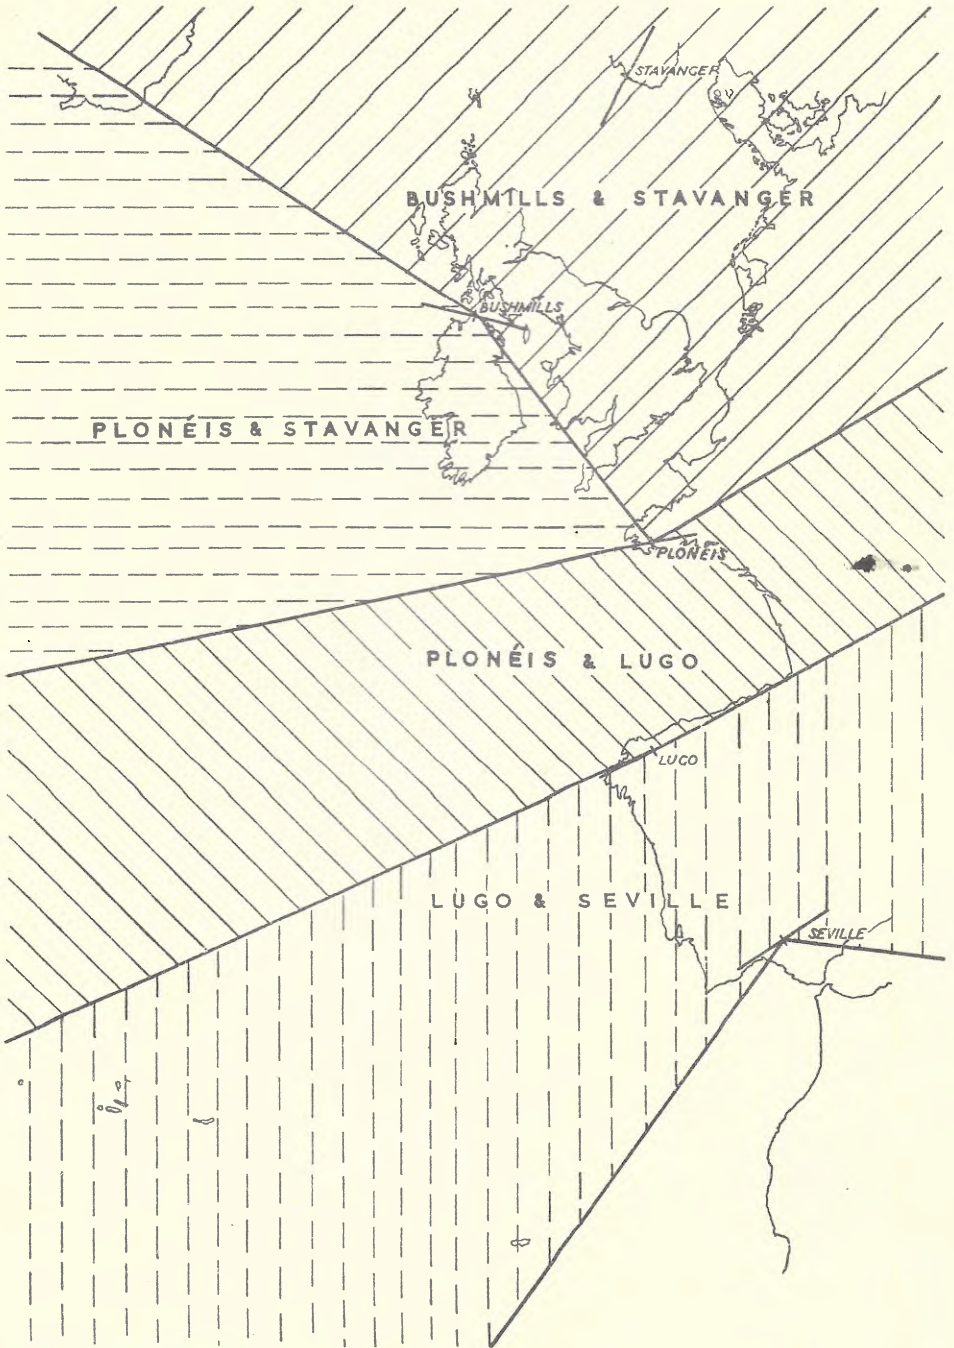 STAVANGER
BUSHMILLS & STAVANGER
BUSHMILLS
PLONÉIS & STAVANGER
PLONÉIS
PLONÉIS & LUGO
LUGO
LUGO & SEVILLE
SEVILLE